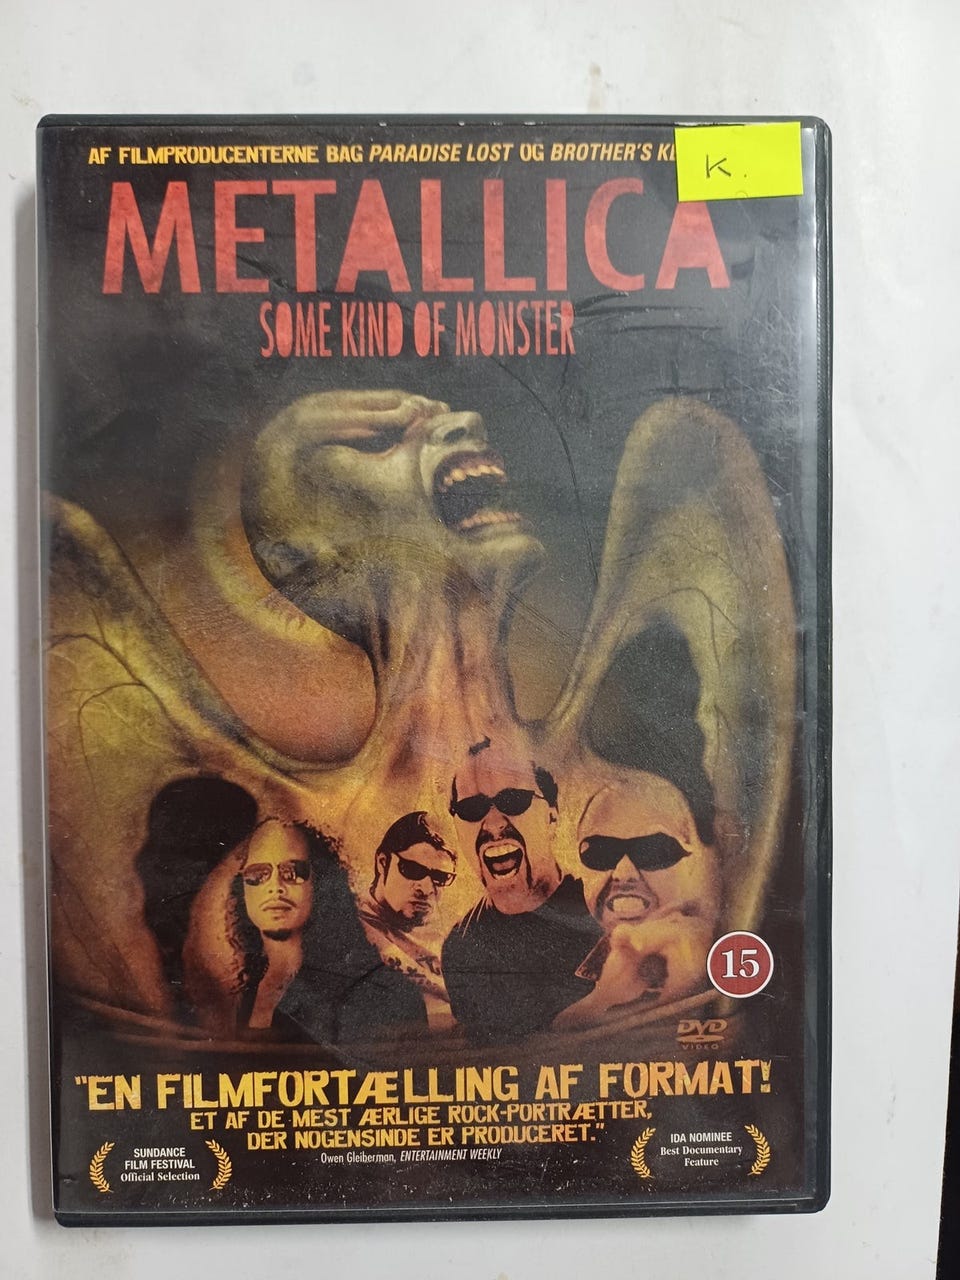 AF FILMPRODUCENTERNE BAG PARADISE LOST OG BROTHER'S
K.
METALLICA
SOME KIND OF MONSTER
15
DVD
VIDEO
"EN FILMFORTÆLLING AF FORMAT!
ET AF DE MEST ÆRLIGE ROCK-PORTRÆTTER,
DER NOGENSINDE ER PRODUCERET."
Owen Gleiberman, ENTERTAINMENT WEEKLY
SUNDANCE
FILM FESTIVAL
Official Selection
IDA NOMINEE
Best Documentary
Feature